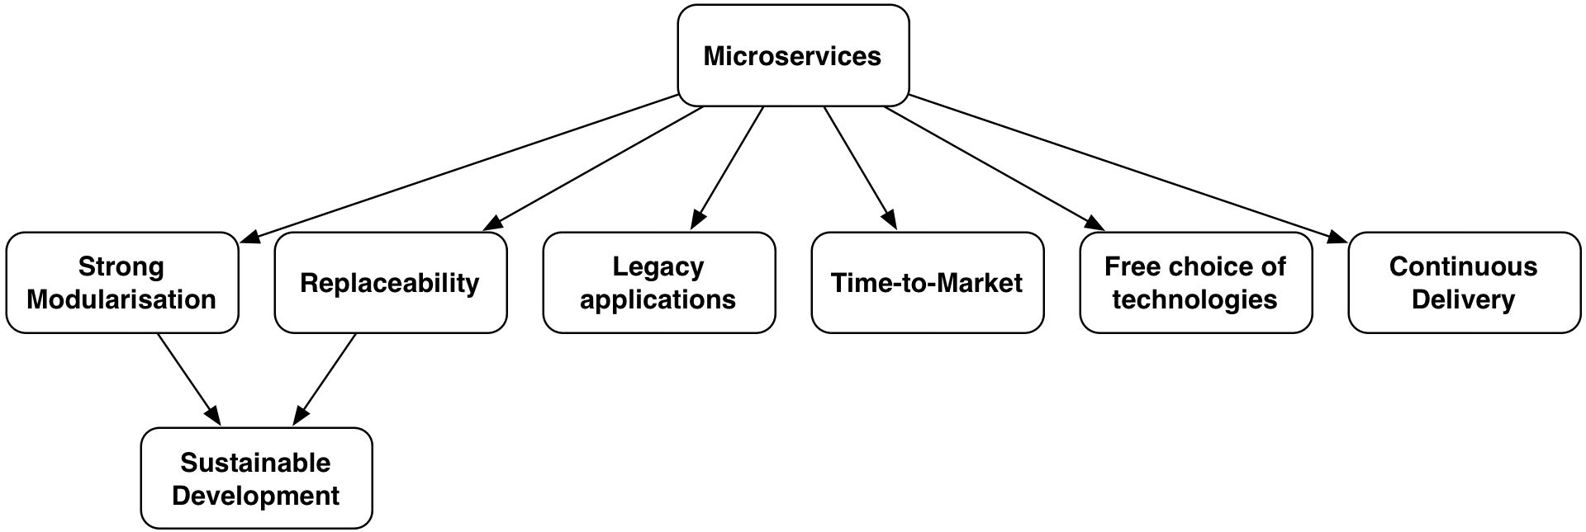 Microservices
Strong
Modularisation
Replaceability
Legacy
applications
Time-to-Market
Free choice of
technologies
Continuous
Delivery
Sustainable
Development